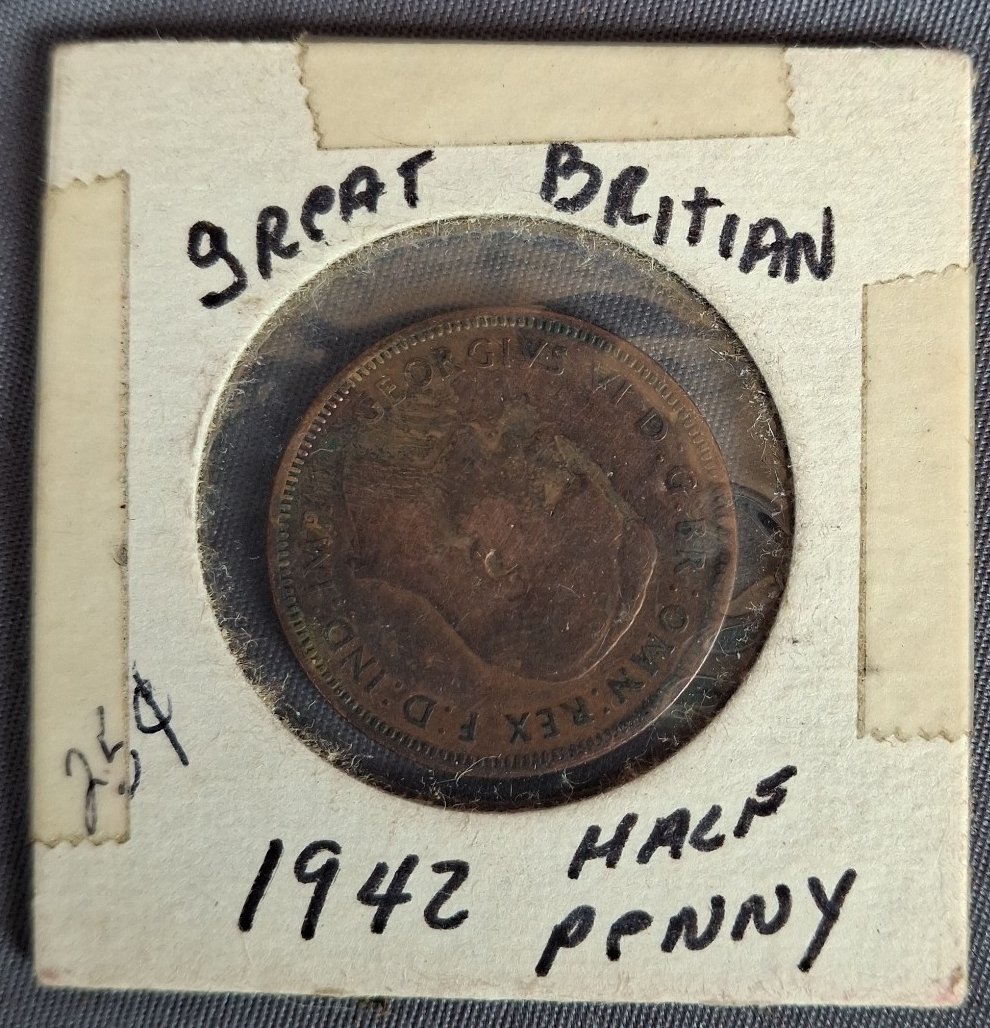 gREAT BRITIAN
GEORGIVS VI D:G:BR:OMN:REX F:D:IND:IMP.
25¢
1942 HALF
PENNY